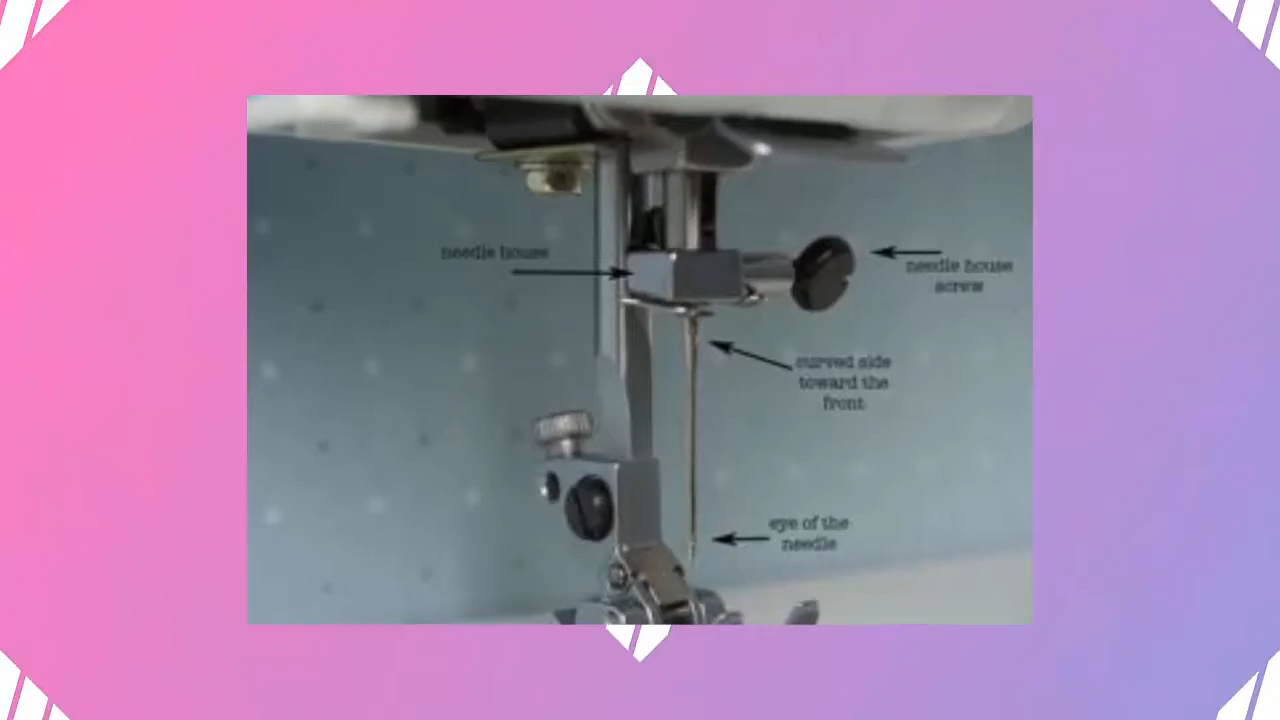 needle house
needle house
screw
curved side
toward the
front
eye of the
needle